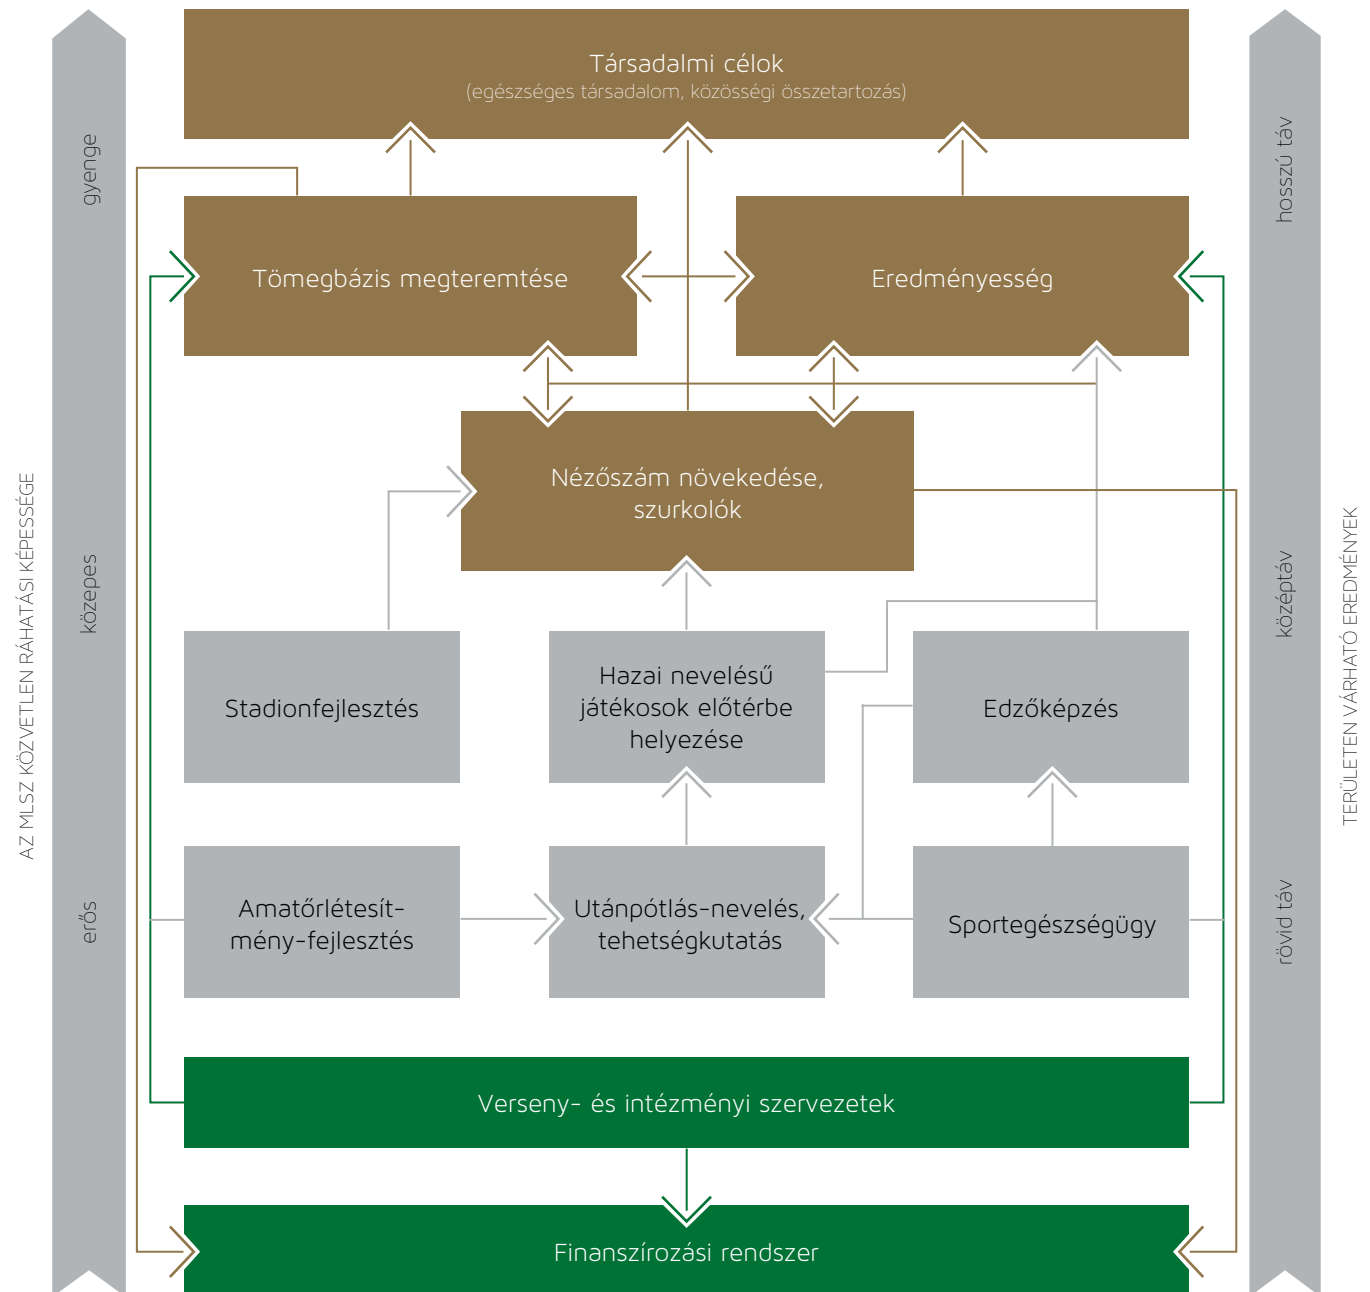 Társadalmi célok
(egészséges társadalom, közösségi összetartozás)
gyenge
hosszú táv
Tömegbázis megteremtése
Eredményesség
AZ MLSZ KÖZVETLEN RÁHATÁSI KÉPESSÉGE
közepes
Nézőszám növekedése,
szurkolók
középtáv
TERÜLETEN VÁRHATÓ EREDMÉNYEK
Stadionfejlesztés
Hazai nevelésű
játékosok előtérbe
helyezése
Edzőképzés
erős
Amatőrlétesít-
mény-fejlesztés
Utánpótlás-nevelés,
tehetségkutatás
Sportegészségügy
rövid táv
Verseny- és intézményi szervezetek
Finanszírozási rendszer